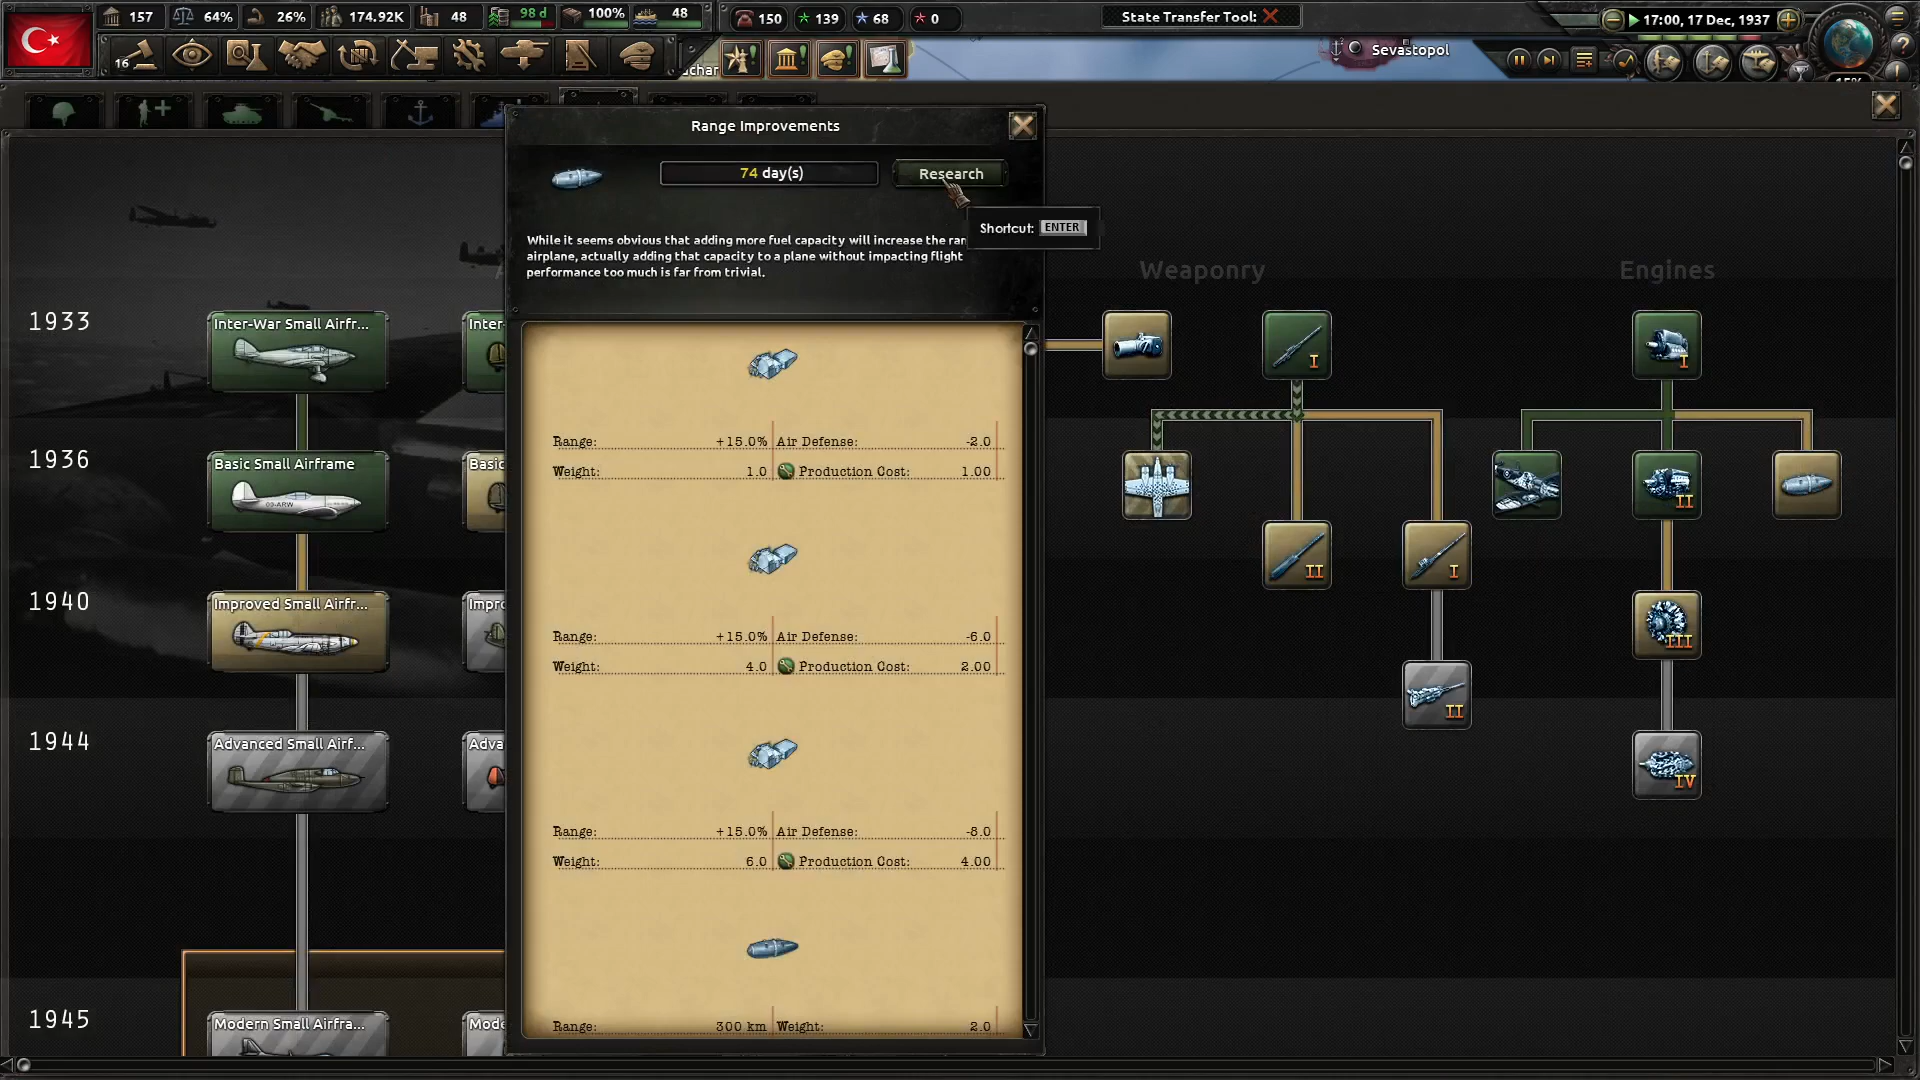 157
64%
26%
174.92K
48
98 d
100%
48
150
139
68
0
State Transfer Tool:
17:00, 17 Dec, 1937
16
Sevastopol
Range Improvements
74 day(s)
Research
Shortcut: ENTER
While it seems obvious that adding more fuel capacity will increase the
airplane, actually adding that capacity to a plane without impacting flight
performance too much is far from trivial.
Weaponry
Engines
1933
Inter-War Small Airfr...
Inter-
I
I
1936
Basic Small Airframe
Basic
II
II
I
1940
Improved Small Airfr...
Impro
III
II
1944
Advanced Small Airf...
Adva
IV
1945
Modern Small Airfra...
Mode
Range: +15.0% Air Defense: -2.0
Weight: 1.0 Production Cost: 1.00
Range: +15.0% Air Defense: -6.0
Weight: 4.0 Production Cost: 2.00
Range: +15.0% Air Defense: -8.0
Weight: 6.0 Production Cost: 4.00
Range: 300 km Weight: 2.0